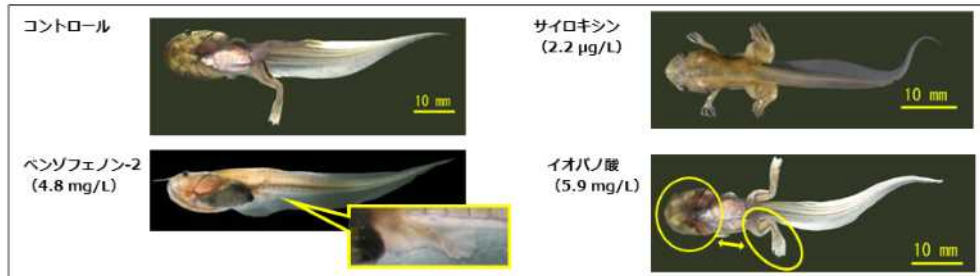 コントロール
10 mm
サイロキシン
（2.2 μg/L）
10 mm
ベンゾフェノン-2
（4.8 mg/L）
イオパノ酸
（5.9 mg/L）
10 mm